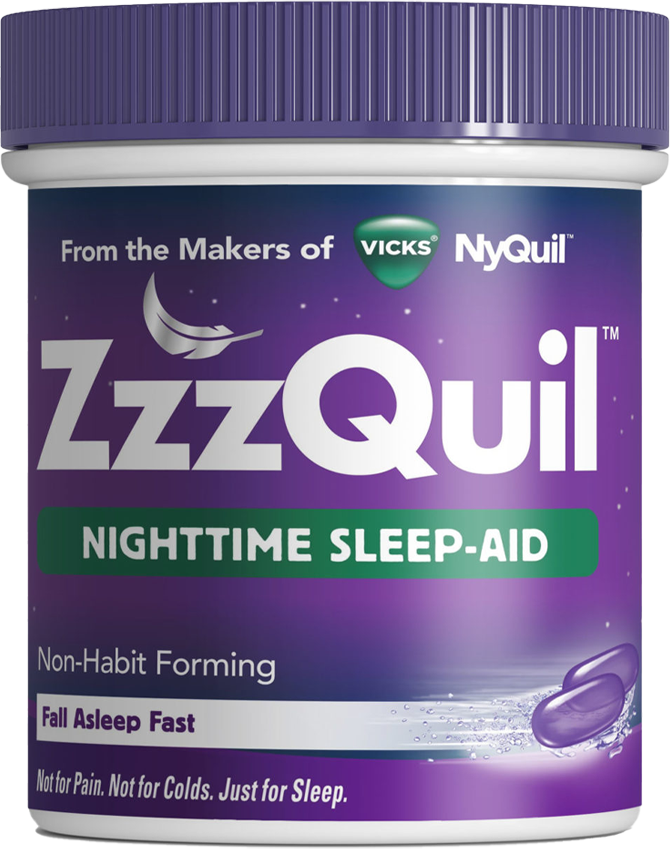 From the Makers of VICKS® NyQuil™
ZzzQuil™
NIGHTTIME SLEEP-AID
Non-Habit Forming
Fall Asleep Fast
Not for Pain. Not for Colds. Just for Sleep.